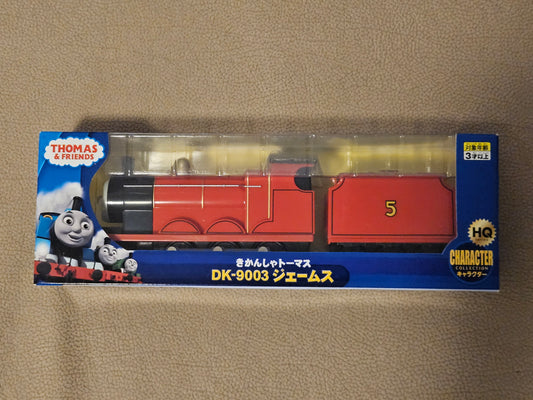 THOMAS
& FRIENDS
対象年齢
3才以上
5
HQ
CHARACTER
COLLECTION
キャラクター
きかんしゃトーマス
DK-9003 ジェームス